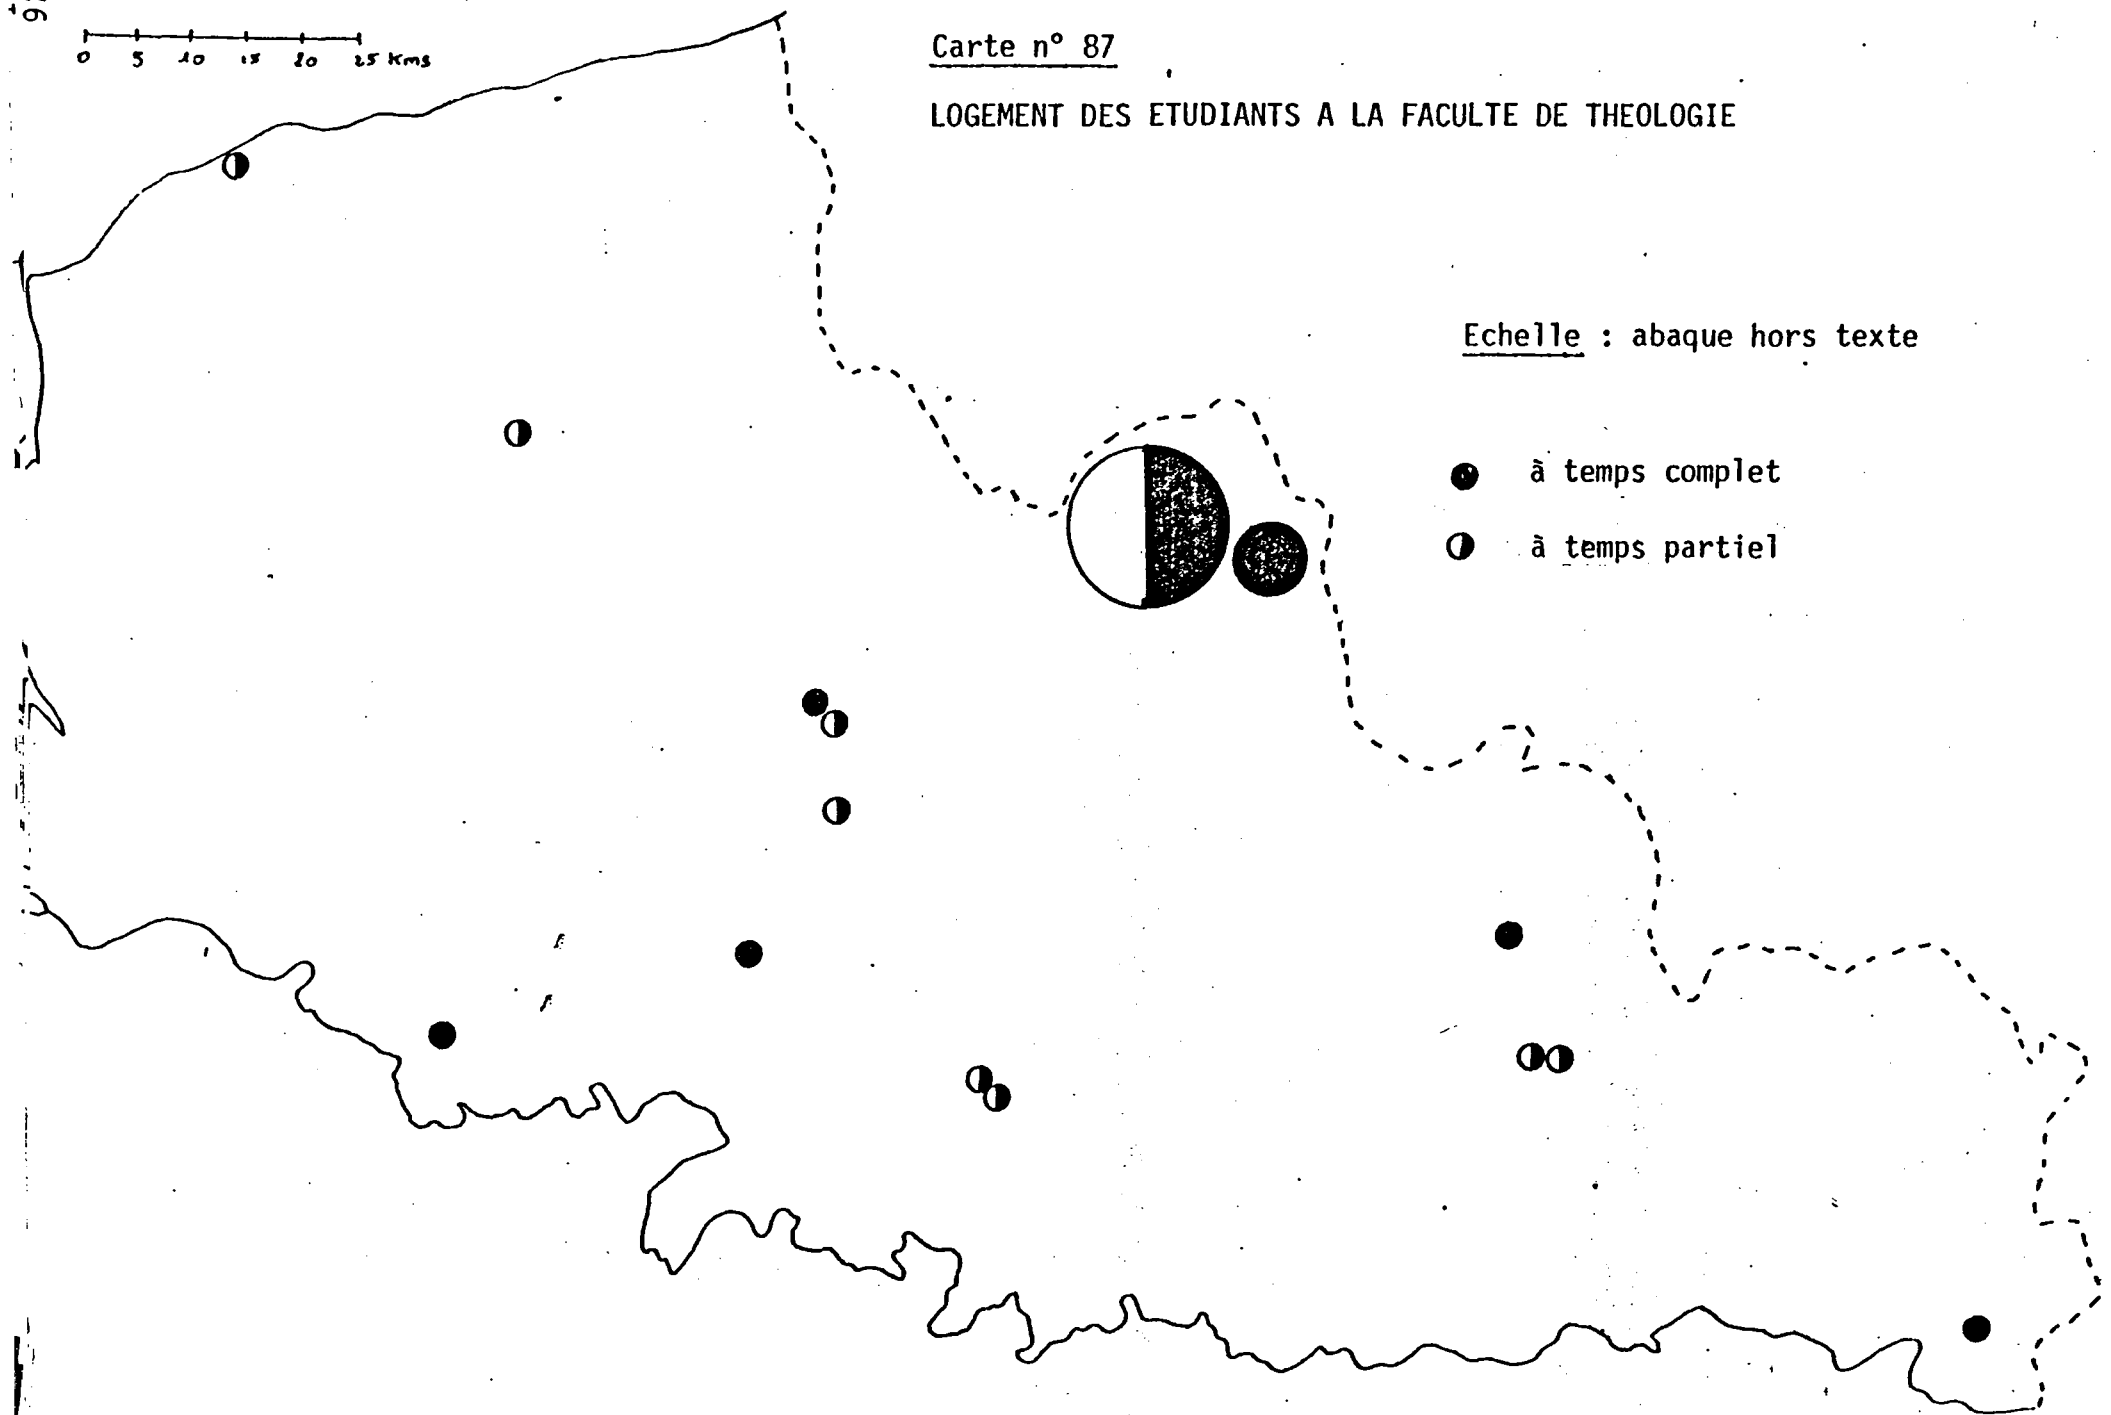 0 5 10 15 20 25 Kms
Carte n° 87
LOGEMENT DES ETUDIANTS A LA FACULTE DE THEOLOGIE
Echelle : abaque hors texte
à temps complet
à temps partiel